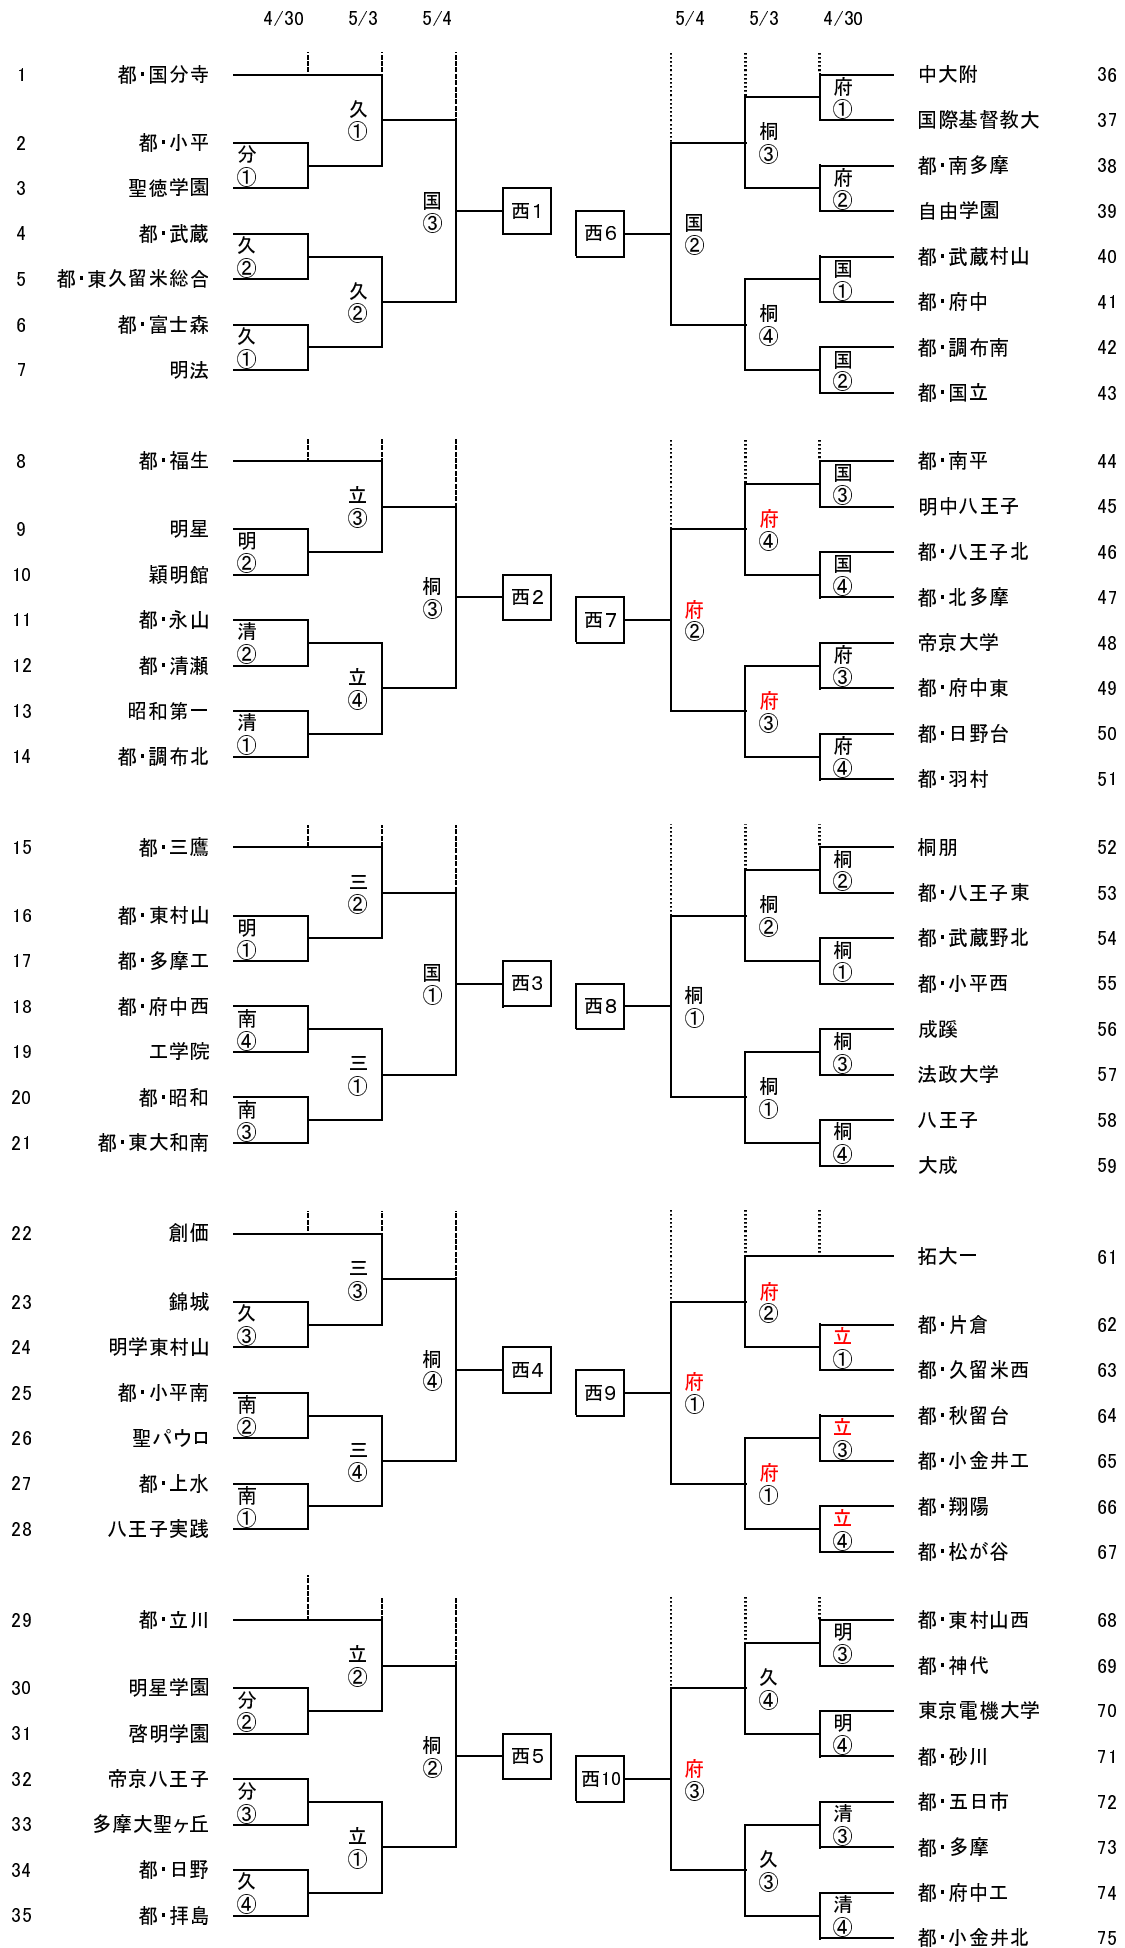 4/30 5/3 5/4 5/4 5/3 4/30
1 都・国分寺
2 都・小平
3 聖徳学園
4 都・武蔵
5 都・東久留米総合
6 都・富士森
7 明法
分①
久②
久①
久①
久②
国③
西1
8 都・福生
9 明星
10 穎明館
11 都・永山
12 都・清瀬
13 昭和第一
14 都・調布北
明②
清②
清①
立③
立④
桐③
西2
15 都・三鷹
16 都・東村山
17 都・多摩工
18 都・府中西
19 工学院
20 都・昭和
21 都・東大和南
明①
南④
南③
三②
三①
国①
西3
22 創価
23 錦城
24 明学東村山
25 都・小平南
26 聖パウロ
27 都・上水
28 八王子実践
久③
南②
南①
三③
三④
桐④
西4
29 都・立川
30 明星学園
31 啓明学園
32 帝京八王子
33 多摩大聖ヶ丘
34 都・日野
35 都・拝島
分②
分③
久④
立②
立①
桐②
西5
中大附 36
国際基督教大 37
都・南多摩 38
自由学園 39
都・武蔵村山 40
都・府中 41
都・調布南 42
都・国立 43
府①
府②
国①
国②
桐③
桐④
国②
西6
都・南平 44
明中八王子 45
都・八王子北 46
都・北多摩 47
帝京大学 48
都・府中東 49
都・日野台 50
都・羽村 51
国③
国④
府③
府④
府④
府③
府②
西7
桐朋 52
都・八王子東 53
都・武蔵野北 54
都・小平西 55
成蹊 56
法政大学 57
八王子 58
大成 59
桐②
桐①
桐③
桐④
桐②
桐①
桐①
西8
拓大一 61
都・片倉 62
都・久留米西 63
都・秋留台 64
都・小金井工 65
都・翔陽 66
都・松が谷 67
立①
立③
立④
府②
府①
府①
西9
都・東村山西 68
都・神代 69
東京電機大学 70
都・砂川 71
都・五日市 72
都・多摩 73
都・府中工 74
都・小金井北 75
明③
明④
清③
清④
久④
久③
府③
西10